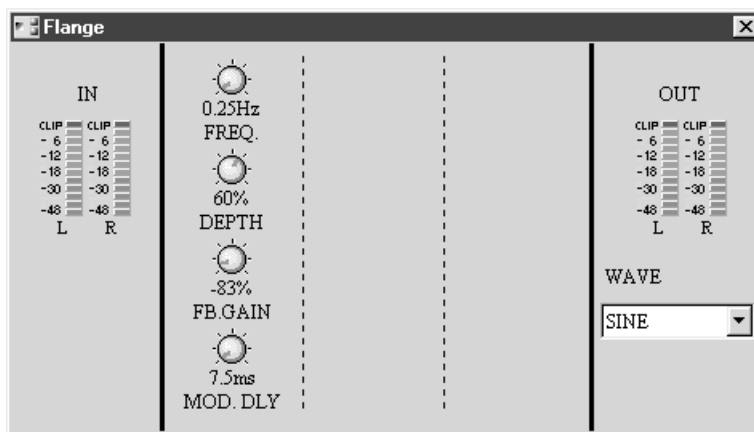 Flange
IN
CLIP CLIP
- 6 - 6
-12 -12
-18 -18
-30 -30
-48 -48
L R
0.25Hz
FREQ.
60%
DEPTH
-83%
FB.GAIN
7.5ms
MOD. DLY
OUT
CLIP CLIP
- 6 - 6
-12 -12
-18 -18
-30 -30
-48 -48
L R
WAVE
SINE